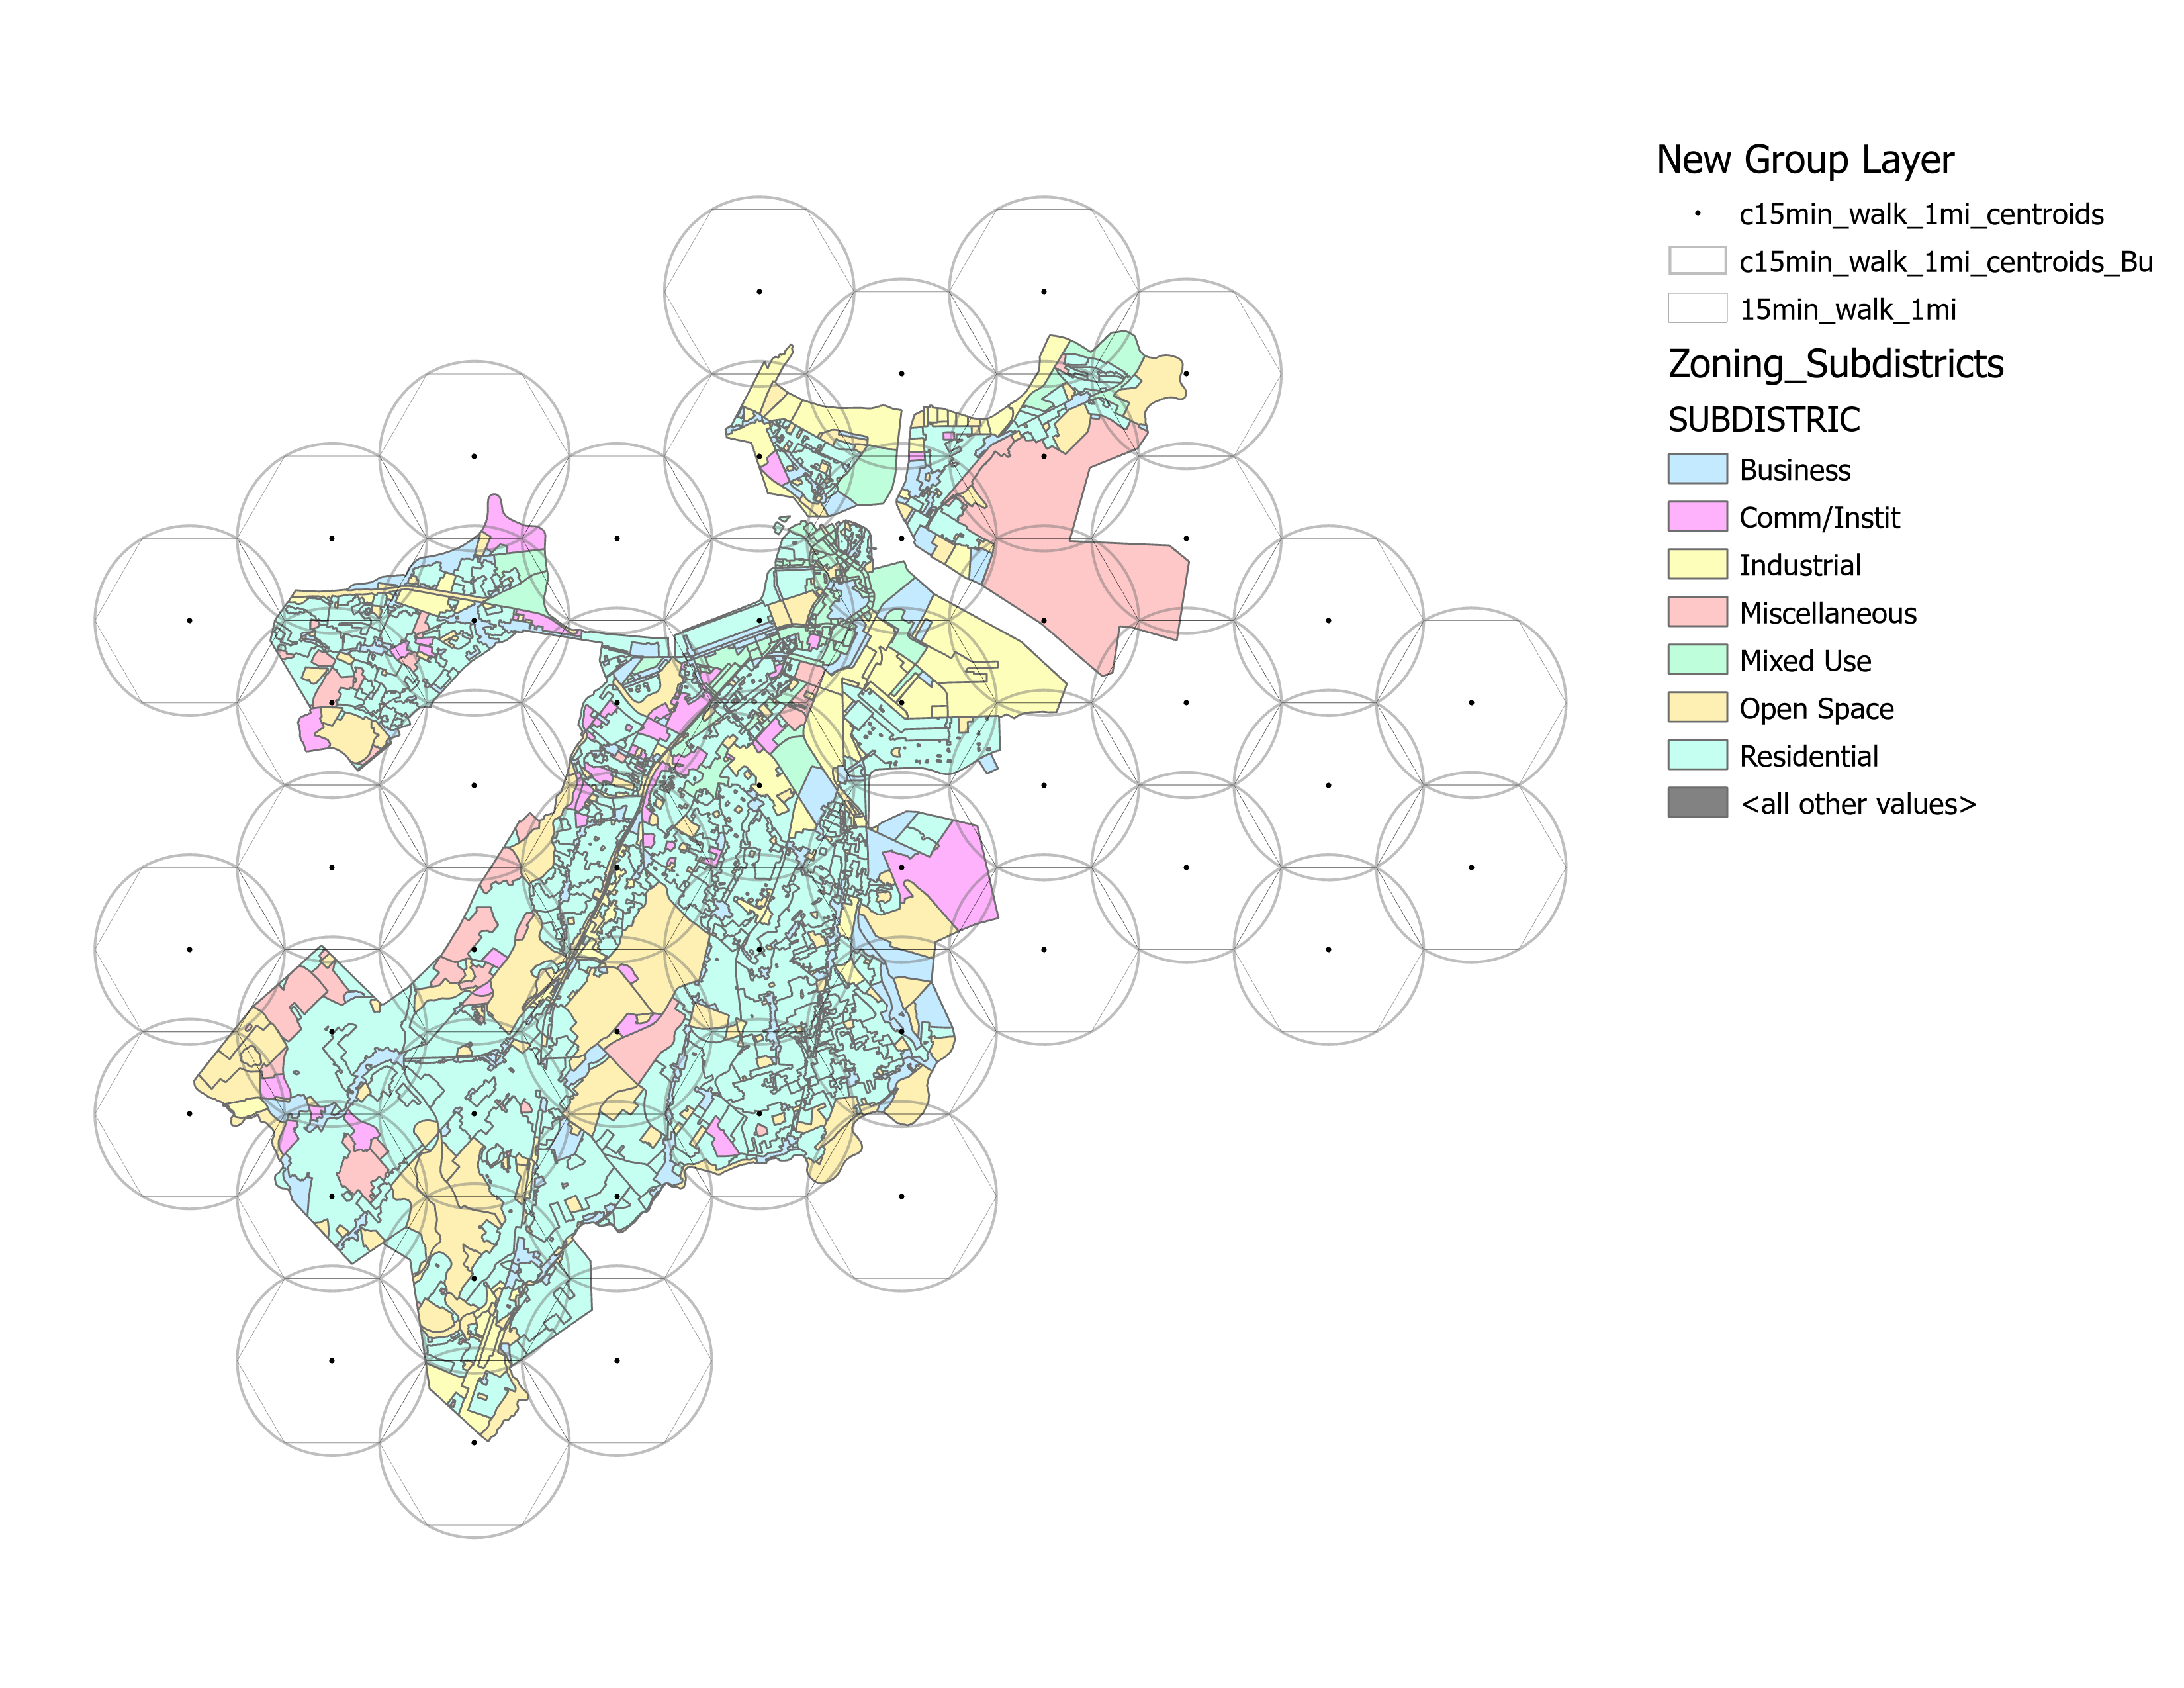 New Group Layer
c15min_walk_1mi_centroids
c15min_walk_1mi_centroids_Bu
15min_walk_1mi
Zoning_Subdistricts
SUBDISTRIC
Business
Comm/Instit
Industrial
Miscellaneous
Mixed Use
Open Space
Residential
<all other values>